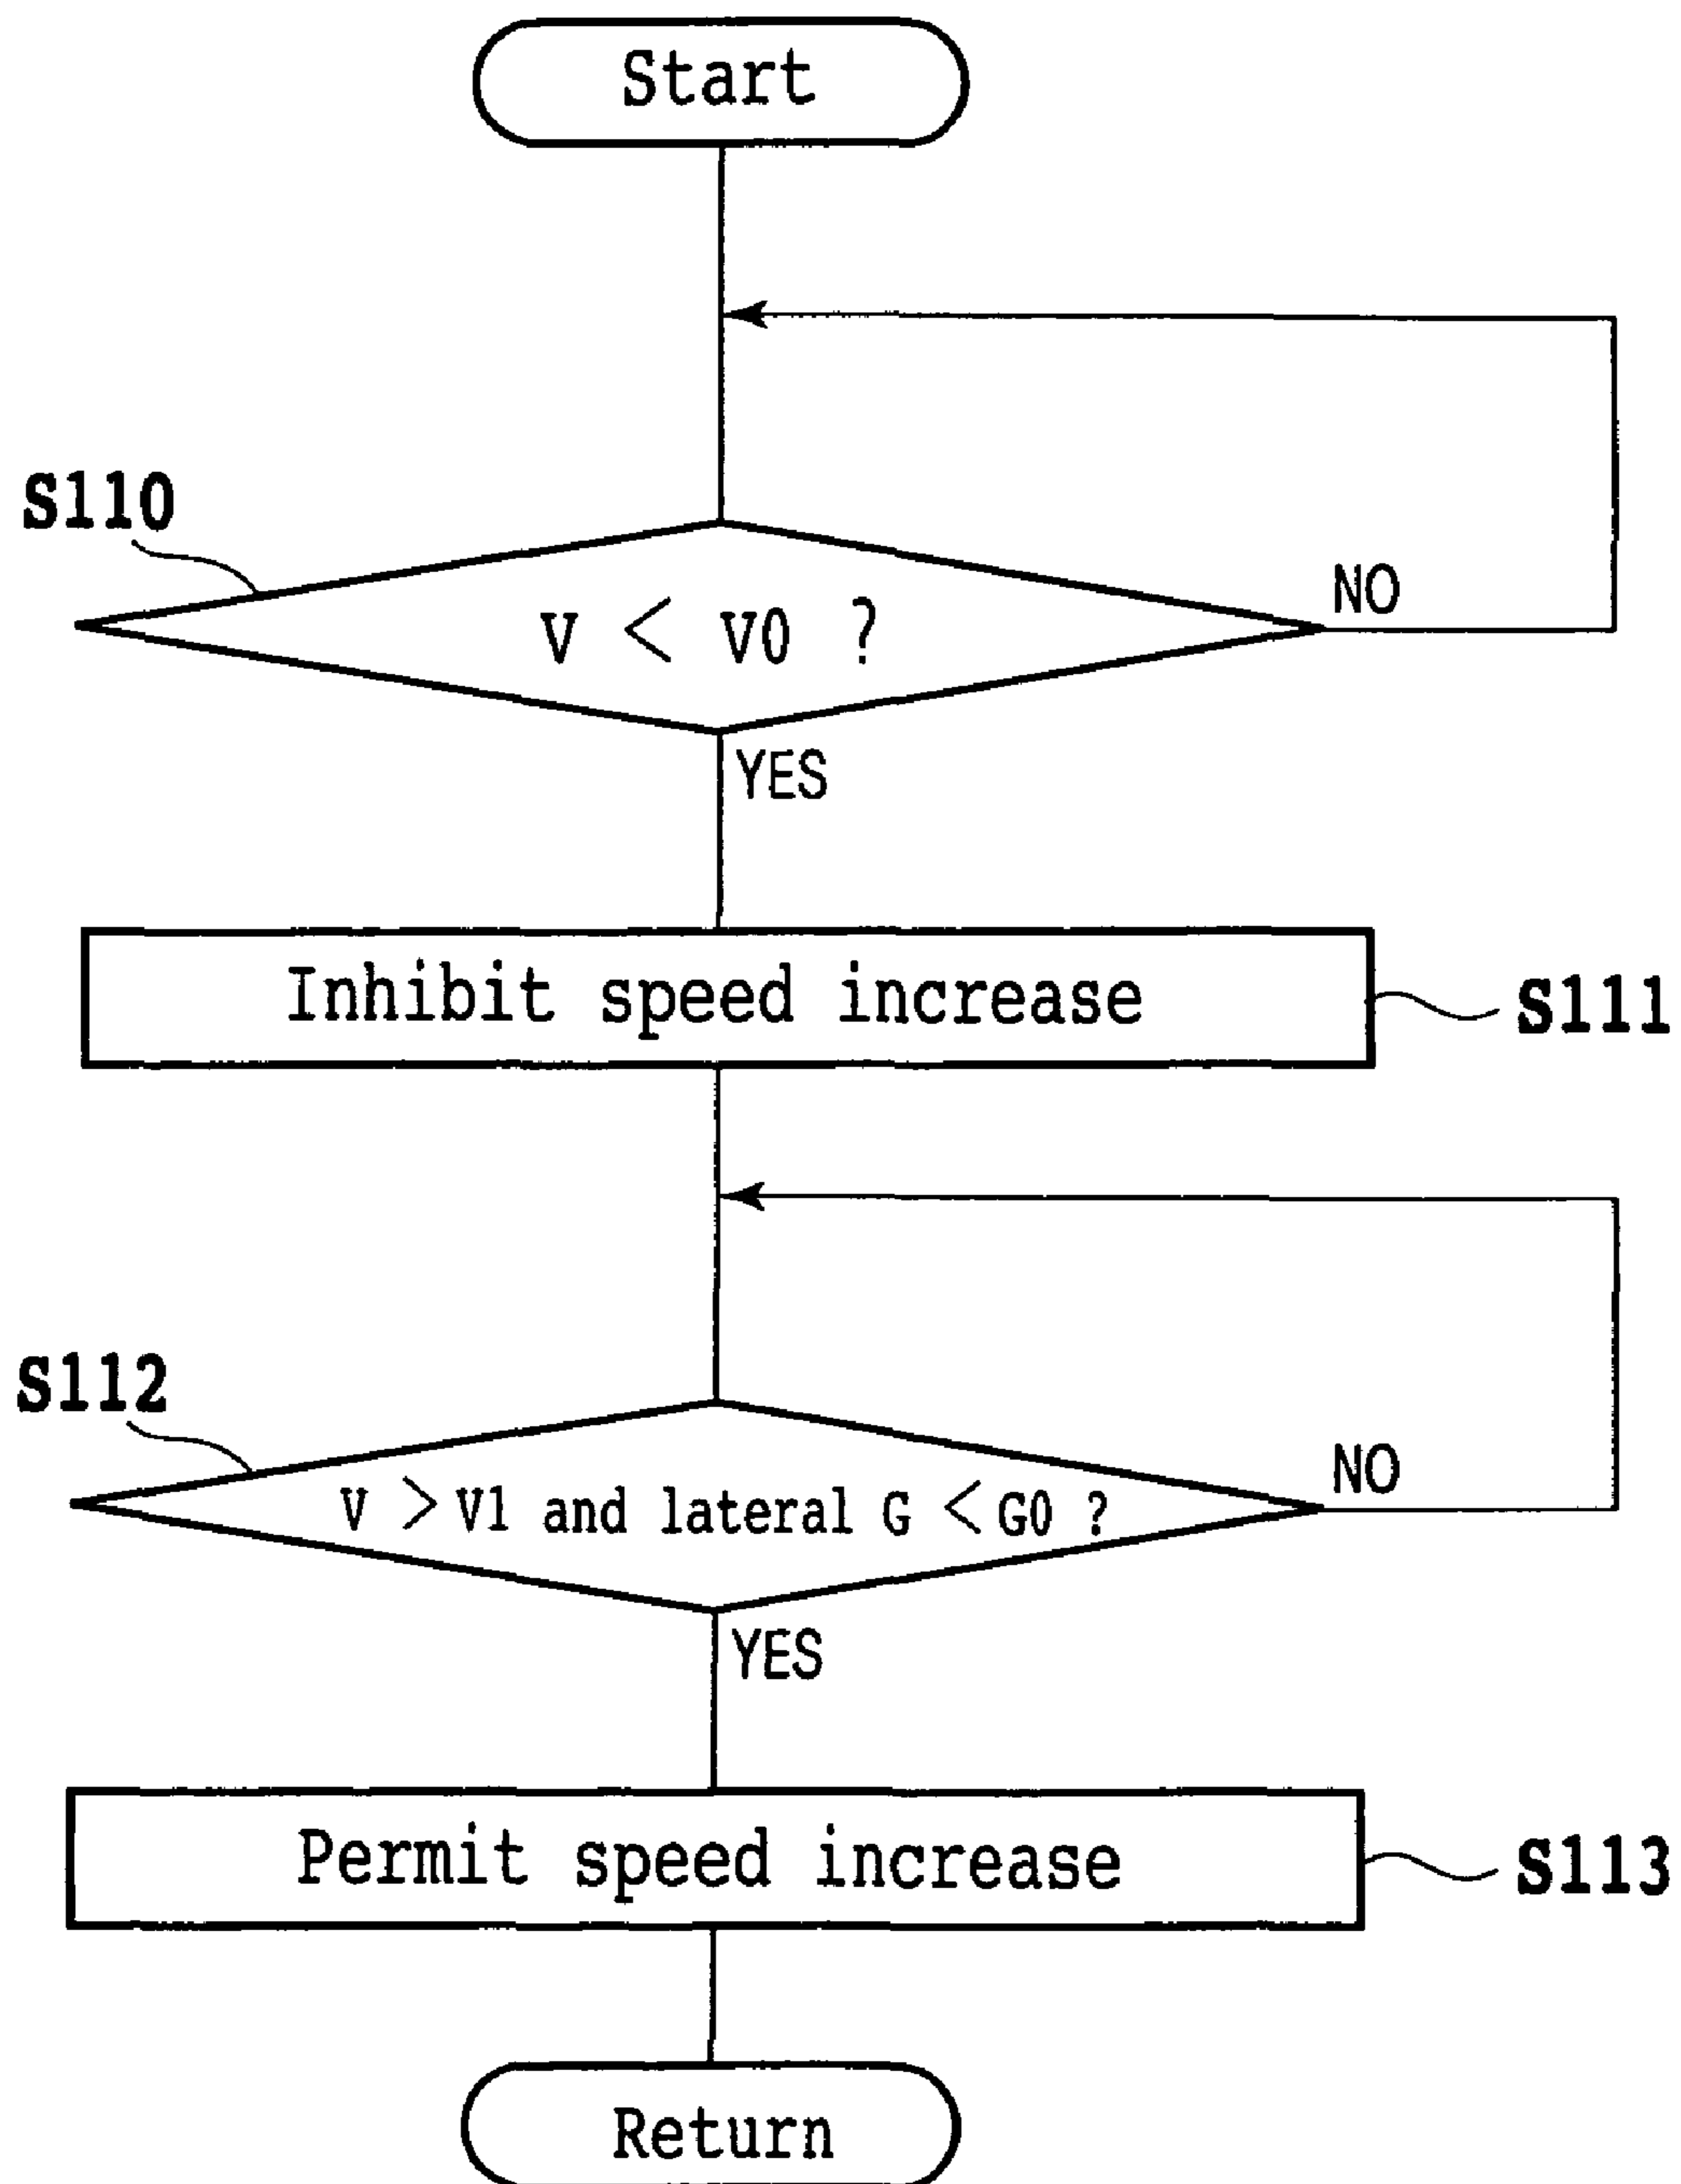 Start
S110
V < V0 ?
NO
YES
Inhibit speed increase
S111
S112
V > V1 and lateral G < G0 ?
NO
YES
Permit speed increase
S113
Return